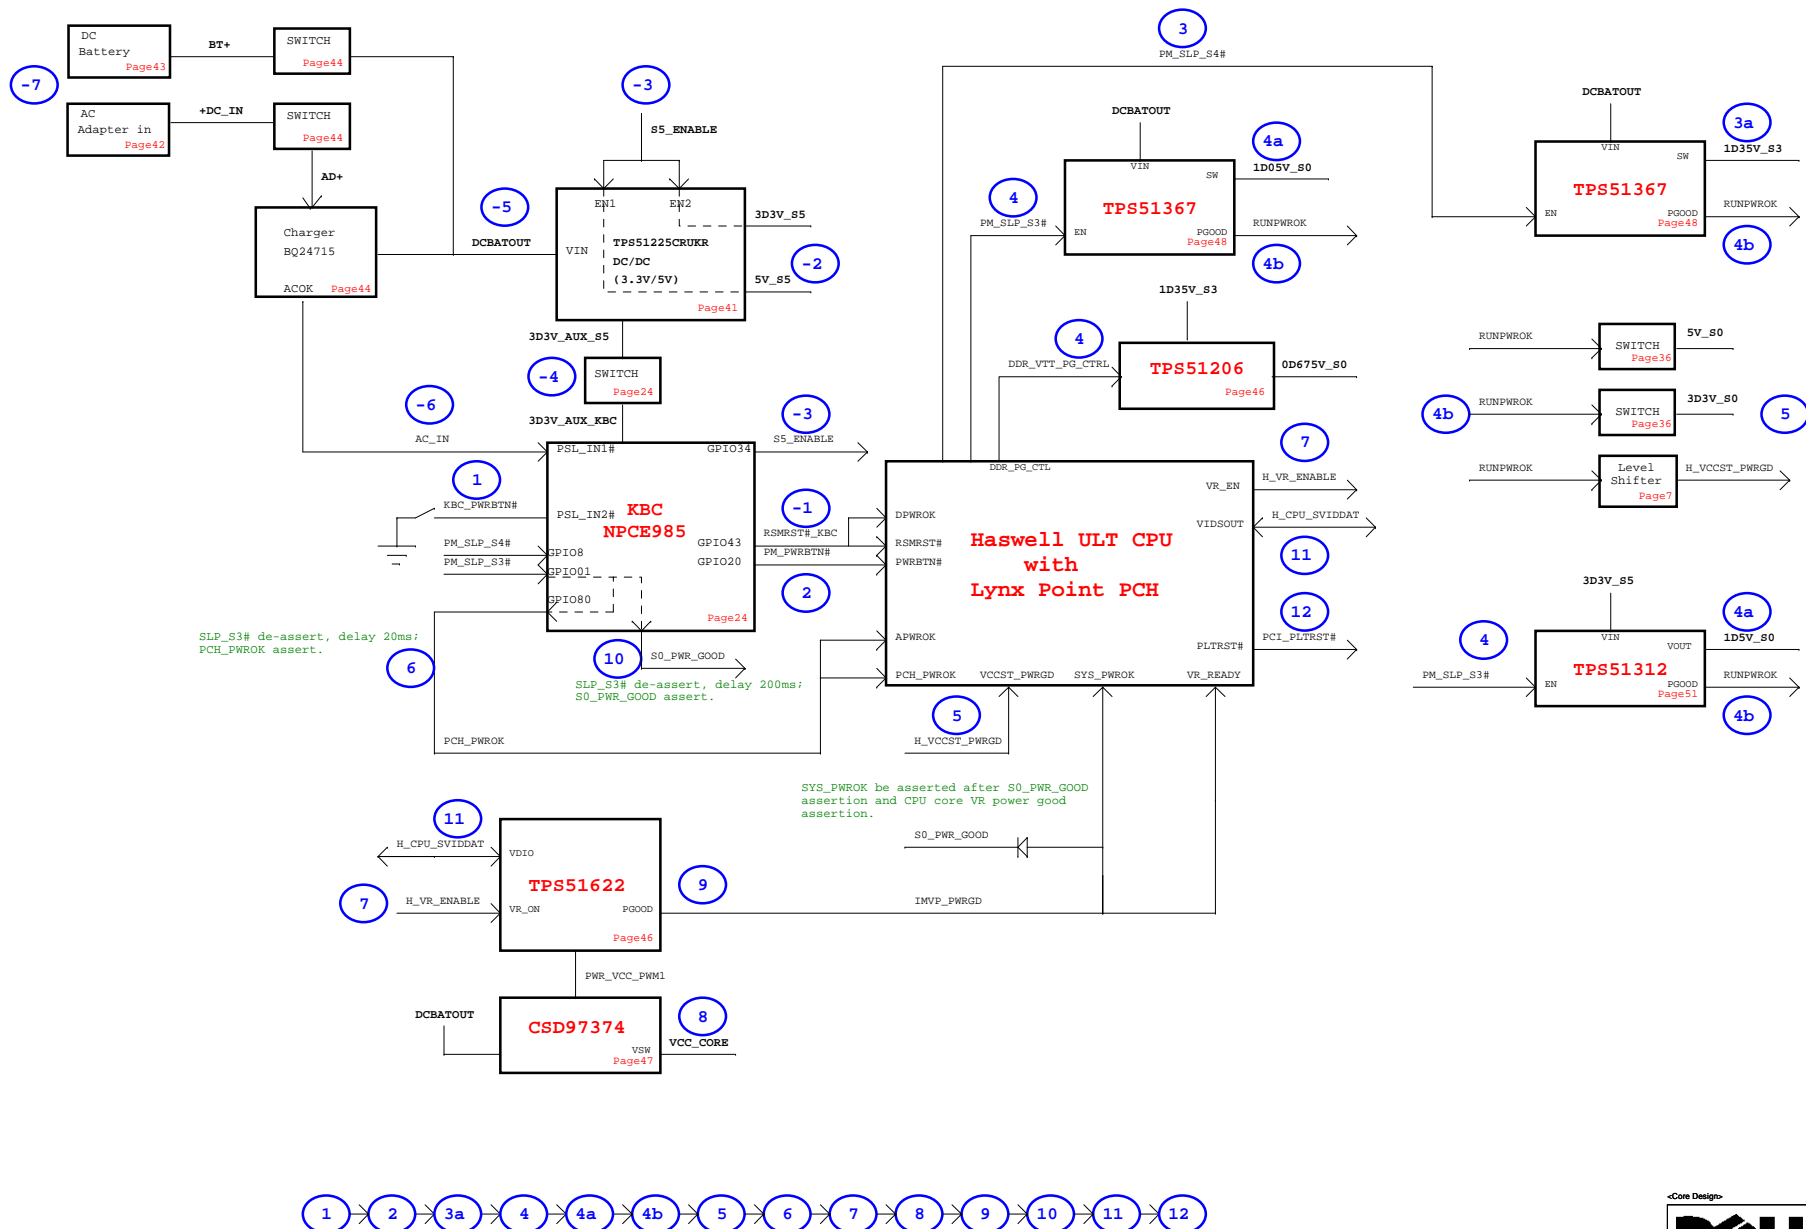 DC
Battery
Page43
BT+
SWITCH
Page44
-7
AC
Adapter in
Page42
+DC_IN
SWITCH
Page44
AD+
Charger
BQ24715
ACOK
Page44
-5
DCBATOUT
-3
S5_ENABLE
EN1
EN2
VIN
TPS51225CRUKR
DC/DC
(3.3V/5V)
Page41
3D3V_S5
-2
5V_S5
3D3V_AUX_S5
-4
SWITCH
Page24
3D3V_AUX_KBC
-6
AC_IN
-3
S5_ENABLE
PSL_IN1#
GPIO34
1
KBC_PWRBTN#
PSL_IN2#
KBC
NPCE985
PM_SLP_S4#
GPIO8
PM_SLP_S3#
GPIO01
GPIO80
GPIO43
GPIO20
Page24
-1
RSMRST#_KBC
PM_PWRBTN#
2
SLP_S3# de-assert, delay 20ms;
PCH_PWROK assert.
6
10
S0_PWR_GOOD
SLP_S3# de-assert, delay 200ms;
S0_PWR_GOOD assert.
PCH_PWROK
3
PM_SLP_S4#
DCBATOUT
4a
1D05V_S0
VIN
SW
TPS51367
4
PM_SLP_S3#
EN
PGOOD
Page48
RUNPWROK
4b
1D35V_S3
4
DDR_VTT_PG_CTRL
TPS51206
Page46
0D675V_S0
DDR_PG_CTL
DPWROK
RSMRST#
PWRBTN#
APWROK
PCH_PWROK
VCCST_PWRGD
SYS_PWROK
VR_READY
Haswell ULT CPU
with
Lynx Point PCH
VR_EN
VIDSOUT
PLTRST#
7
H_VR_ENABLE
H_CPU_SVIDDAT
11
12
PCI_PLTRST#
5
H_VCCST_PWRGD
SYS_PWROK be asserted after S0_PWR_GOOD
assertion and CPU core VR power good
assertion.
S0_PWR_GOOD
DCBATOUT
3a
1D35V_S3
VIN
SW
TPS51367
EN
PGOOD
Page48
RUNPWROK
4b
RUNPWROK
SWITCH
Page36
5V_S0
4b
RUNPWROK
SWITCH
Page36
3D3V_S0
5
RUNPWROK
Level
Shifter
Page7
H_VCCST_PWRGD
3D3V_S5
4a
1D5V_S0
VIN
VOUT
TPS51312
4
PM_SLP_S3#
EN
PGOOD
Page51
RUNPWROK
4b
11
H_CPU_SVIDDAT
VDIO
TPS51622
7
H_VR_ENABLE
VR_ON
PGOOD
Page46
9
IMVP_PWRGD
PWR_VCC_PWM1
DCBATOUT
CSD97374
VSW
Page47
8
VCC_CORE
1 2 3a 4 4a 4b 5 6 7 8 9 10 11 12
<Core Design>